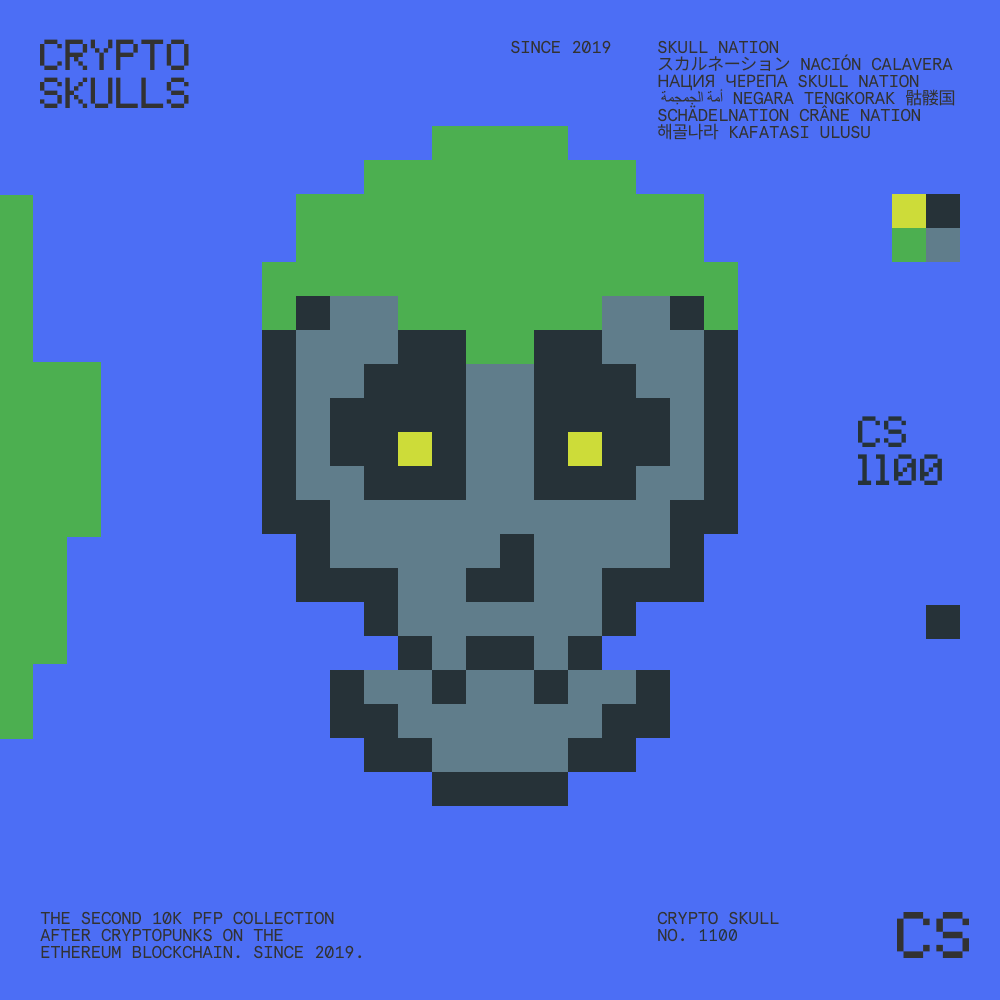 CRYPTO
SKULLS
SINCE 2019
SKULL NATION
スカルネーション NACIÓN CALAVERA
НАЦИЯ ЧЕРЕПА SKULL NATION
أمة الجمجمة NEGARA TENGKORAK 骷髅国
SCHÄDELNATION CRÂNE NATION
해골나라 KAFATASI ULUSU
CS
1100
THE SECOND 10K PFP COLLECTION
AFTER CRYPTOPUNKS ON THE
ETHEREUM BLOCKCHAIN. SINCE 2019.
CRYPTO SKULL
NO. 1100
CS